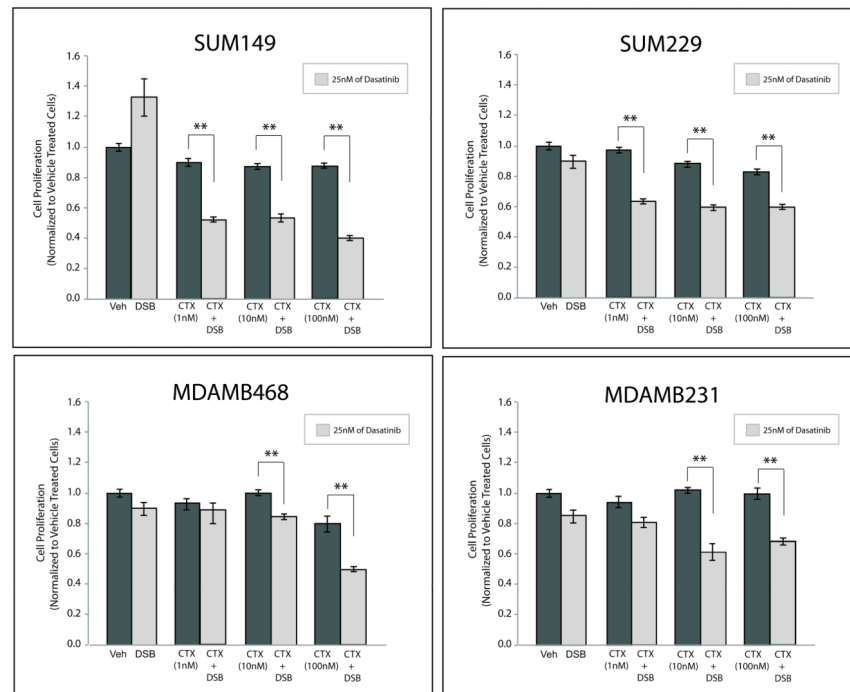 SUM149
Cell Proliferation
(Normalized to Vehicle Treated Cells)
1.6
1.4
1.2
1.0
0.8
0.6
0.4
0.2
0.0
25nM of Dasatinib
**
**
**
Veh DSB CTX (1nM) CTX + DSB CTX (10nM) CTX + DSB CTX (100nM) CTX + DSB
SUM229
Cell Proliferation
(Normalized to Vehicle Treated Cells)
1.6
1.4
1.2
1.0
0.8
0.6
0.4
0.2
0.0
25nM of Dasatinib
**
**
**
Veh DSB CTX (1nM) CTX + DSB CTX (10nM) CTX + DSB CTX (100nM) CTX + DSB
MDAMB468
Cell Proliferation
(Normalized to Vehicle Treated Cells)
1.6
1.4
1.2
1.0
0.8
0.6
0.4
0.2
0.0
25nM of Dasatinib
**
**
Veh DSB CTX (1nM) CTX + DSB CTX (10nM) CTX + DSB CTX (100nM) CTX + DSB
MDAMB231
Cell Proliferation
(Normalized to Vehicle Treated Cells)
1.6
1.4
1.2
1.0
0.8
0.6
0.4
0.2
0.0
25nM of Dasatinib
**
**
Veh DSB CTX (1nM) CTX + DSB CTX (10nM) CTX + DSB CTX (100nM) CTX + DSB